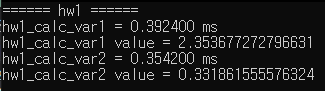 ====== hw1 ======
hw1_calc_var1 = 0.392400 ms
hw1_calc_var1 value = 2.353677272796631
hw1_calc_var2 = 0.354200 ms
hw1_calc_var2 value = 0.331861555576324